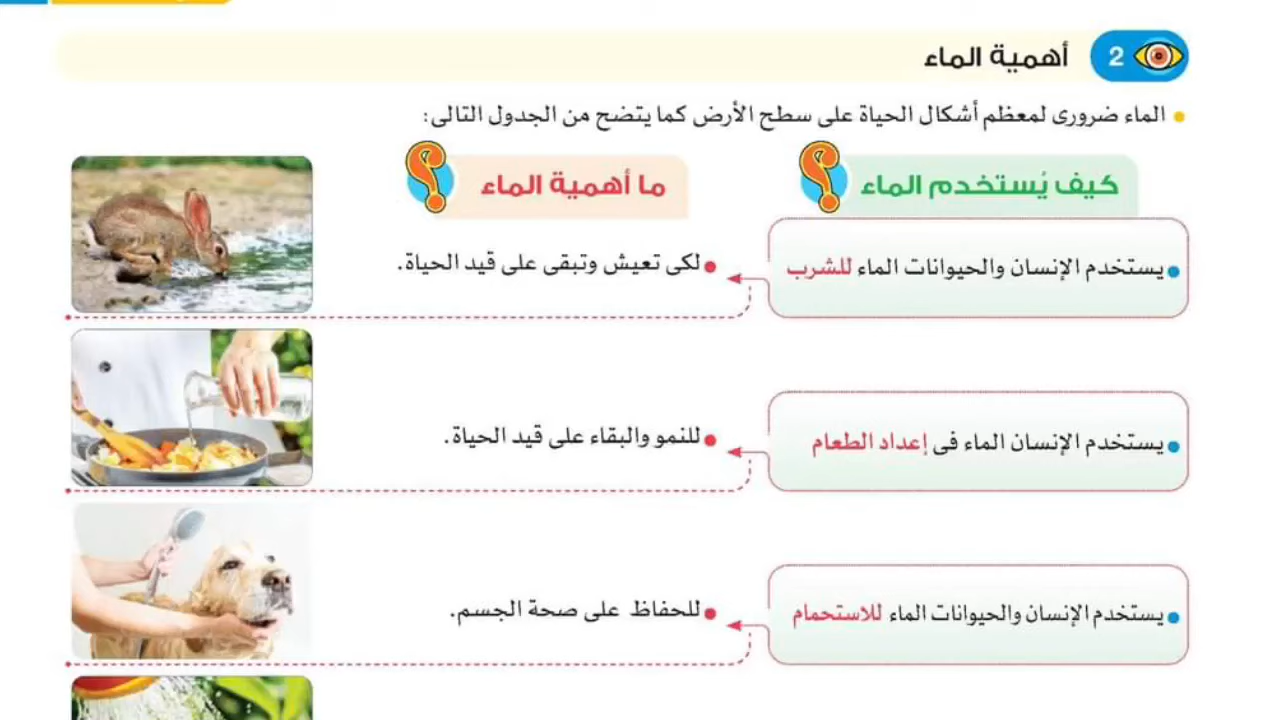 2 أهمية الماء
الماء ضرورى لمعظم أشكال الحياة على سطح الأرض كما يتضح من الجدول التالى:
كيف يُستخدم الماء ؟ ما أهمية الماء ؟
يستخدم الإنسان والحيوانات الماء للشرب
لكى تعيش وتبقى على قيد الحياة.
يستخدم الإنسان الماء فى إعداد الطعام
للنمو والبقاء على قيد الحياة.
يستخدم الإنسان والحيوانات الماء للاستحمام
للحفاظ على صحة الجسم.